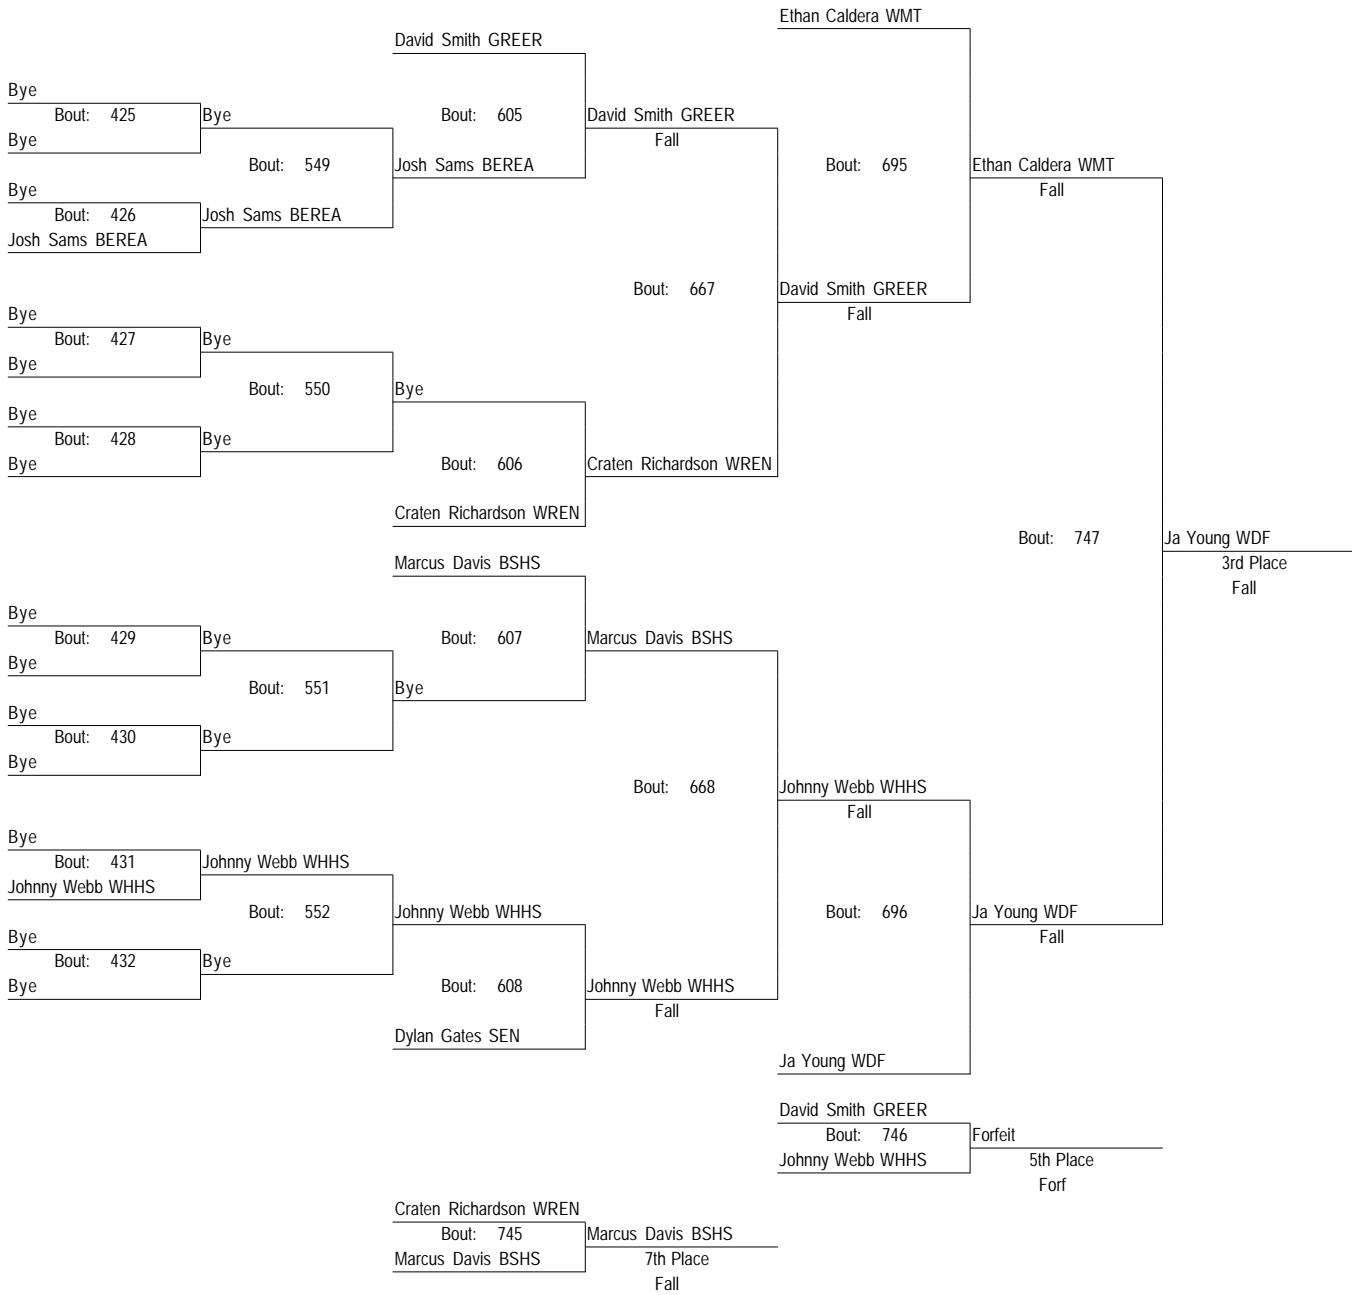 Ethan Caldera WMT
David Smith GREER
Bye
Bout: 425
Bye
Bout: 605
David Smith GREER
Bye
Fall
Bout: 549
Josh Sams BEREA
Bout: 695
Ethan Caldera WMT
Bye
Fall
Bout: 426
Josh Sams BEREA
Josh Sams BEREA
Bout: 667
David Smith GREER
Bye
Fall
Bout: 427
Bye
Bye
Bout: 550
Bye
Bye
Bout: 428
Bye
Bye
Bout: 606
Craten Richardson WREN
Craten Richardson WREN
Bout: 747
Ja Young WDF
Marcus Davis BSHS
3rd Place
Fall
Bye
Bout: 429
Bye
Bout: 607
Marcus Davis BSHS
Bye
Bout: 551
Bye
Bye
Bout: 430
Bye
Bye
Bout: 668
Johnny Webb WHHS
Fall
Bye
Bout: 431
Johnny Webb WHHS
Johnny Webb WHHS
Bout: 552
Johnny Webb WHHS
Bout: 696
Ja Young WDF
Bye
Fall
Bout: 432
Bye
Bye
Bout: 608
Johnny Webb WHHS
Fall
Dylan Gates SEN
Ja Young WDF
David Smith GREER
Bout: 746
Forfeit
Johnny Webb WHHS
5th Place
Forf
Craten Richardson WREN
Bout: 745
Marcus Davis BSHS
Marcus Davis BSHS
7th Place
Fall